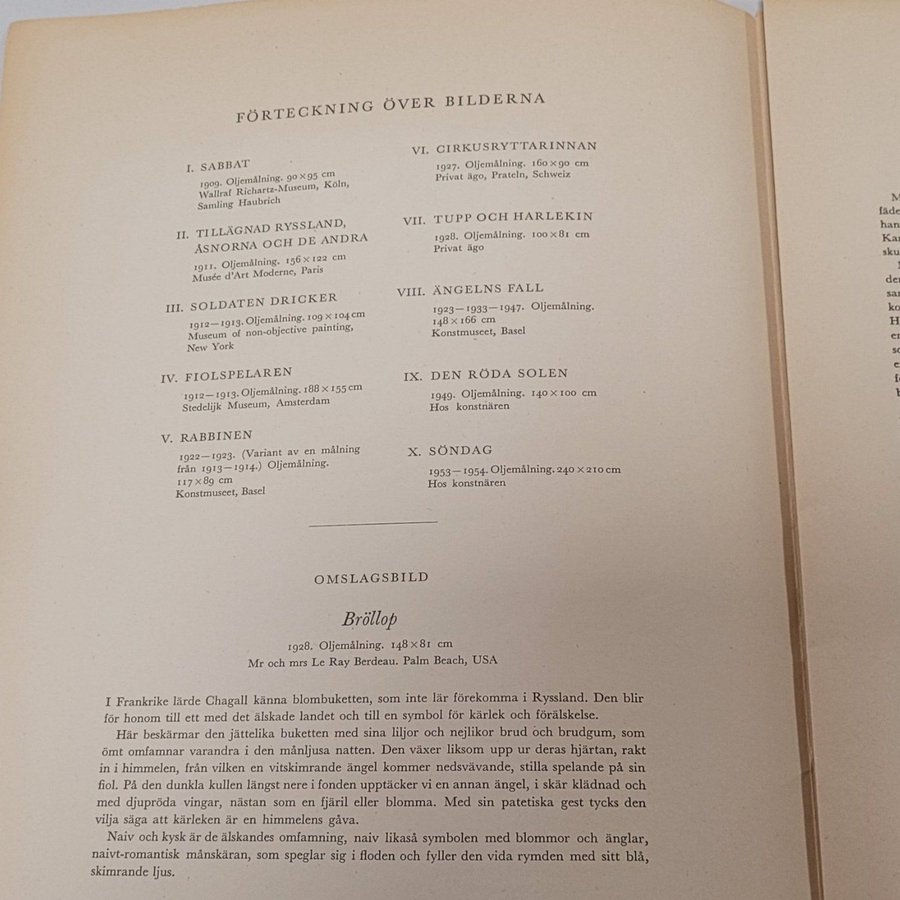 FÖRTECKNING ÖVER BILDERNA
I. SABBAT
1909. Oljemålning. 90×95 cm
Wallraf Richartz-Museum, Köln,
Samling Haubrich
II. TILLÄGNAD RYSSLAND,
ÅSNORNA OCH DE ANDRA
1911. Oljemålning. 156×122 cm
Musée d'Art Moderne, Paris
III. SOLDATEN DRICKER
1912—1913. Oljemålning. 109×104 cm
Museum of non-objective painting,
New York
IV. FIOLSPELAREN
1912—1913. Oljemålning. 188×155 cm
Stedelijk Museum, Amsterdam
V. RABBINEN
1922—1923. (Variant av en målning
från 1913—1914.) Oljemålning.
117×89 cm
Konstmuseet, Basel
VI. CIRKUSRYTTARINNAN
1927. Oljemålning. 160×90 cm
Privat ägo, Prateln, Schweiz
VII. TUPP OCH HARLEKIN
1928. Oljemålning. 100×81 cm
Privat ägo
VIII. ÄNGELNS FALL
1923—1933—1947. Oljemålning.
148×166 cm
Konstmuseet, Basel
IX. DEN RÖDA SOLEN
1949. Oljemålning. 140×100 cm
Hos konstnären
X. SÖNDAG
1953—1954. Oljemålning. 240×210 cm
Hos konstnären
OMSLAGSBILD
Bröllop
1928. Oljemålning. 148×81 cm
Mr och mrs Le Ray Berdeau. Palm Beach, USA
I Frankrike lärde Chagall känna blombuketten, som inte lär förekomma i Ryssland. Den blir
för honom till ett med det älskade landet och till en symbol för kärlek och förälskelse.
Här beskärmar den jättelika buketten med sina liljor och nejlikor brud och brudgum, som
ömt omfamnar varandra i den månljusa natten. Den växer liksom upp ur deras hjärtan, rakt
in i himmelen, från vilken en vitskimrande ängel kommer nedsvävande, stilla spelande på sin
fiol. På den dunkla kullen längst nere i fonden upptäcker vi en annan ängel, i skär klädnad och
med djupröda vingar, nästan som en fjäril eller blomma. Med sin patetiska gest tycks den
vilja säga att kärleken är en himmelens gåva.
Naiv och kysk är de älskandes omfamning, naiv likaså symbolen med blommor och änglar,
naivt-romantisk månskäran, som speglar sig i floden och fyller den vida rymden med sitt blå,
skimrande ljus.